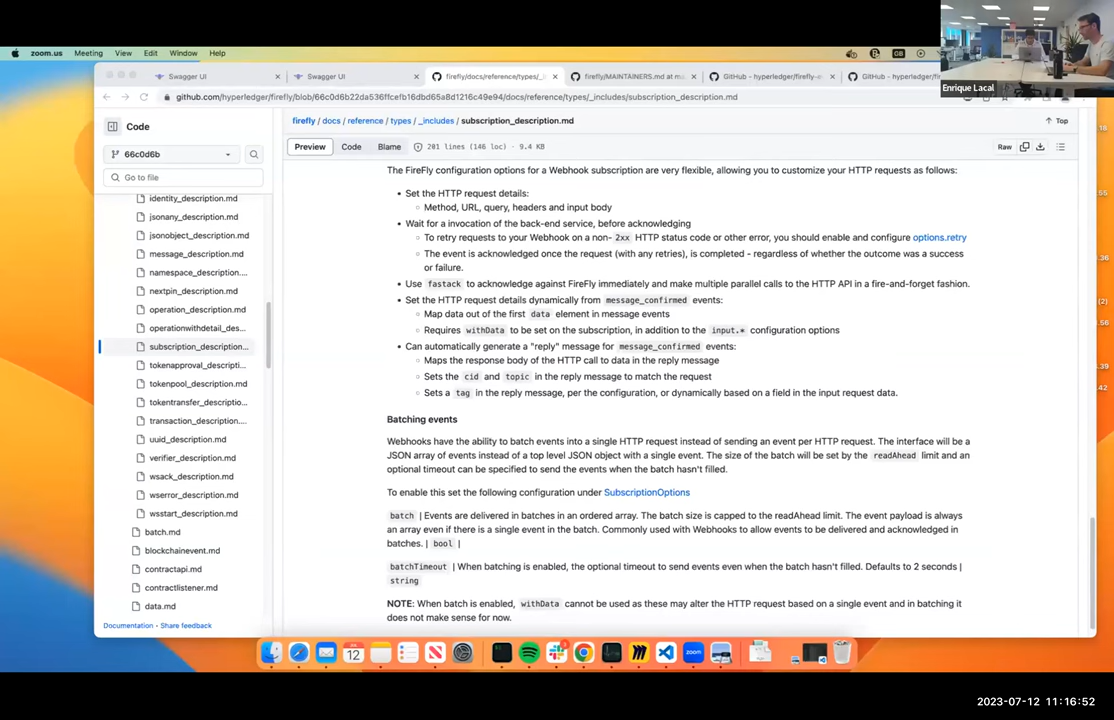 zoom.us Meeting View Edit Window Help
GB
Enrique Lacal
Swagger UI
Swagger UI
firefly/docs/reference/types/_i
firefly/MAINTAINERS.md at ma
GitHub - hyperledger/firefly-e
GitHub - hyperledger/firefly
github.com/hyperledger/firefly/blob/66c0d6b22da536ffcefb16dbd65a8d1216c49e94/docs/reference/types/_includes/subscription_description.md
Code
66c0d6b
Go to file
identity_description.md
jsonany_description.md
jsonobject_description.md
message_description.md
namespace_description....
nextpin_description.md
operation_description.md
operationwithdetail_des...
subscription_description...
tokenapproval_descripti...
tokenpool_description.md
tokentransfer_descriptio...
transaction_description....
uuid_description.md
verifier_description.md
wsack_description.md
wserror_description.md
wsstart_description.md
batch.md
blockchainevent.md
contractapi.md
contractlistener.md
data.md
Documentation • Share feedback
firefly / docs / reference / types / _includes / subscription_description.md
Top
Preview Code Blame 201 lines (146 loc) · 9.4 KB
Raw
The FireFly configuration options for a Webhook subscription are very flexible, allowing you to customize your HTTP requests as follows:
• Set the HTTP request details:
◦ Method, URL, query, headers and input body
• Wait for a invocation of the back-end service, before acknowledging
◦ To retry requests to your Webhook on a non- 2xx HTTP status code or other error, you should enable and configure options.retry
◦ The event is acknowledged once the request (with any retries), is completed - regardless of whether the outcome was a success
or failure.
• Use fastack to acknowledge against FireFly immediately and make multiple parallel calls to the HTTP API in a fire-and-forget fashion.
• Set the HTTP request details dynamically from message_confirmed events:
◦ Map data out of the first data element in message events
◦ Requires withData to be set on the subscription, in addition to the input.* configuration options
• Can automatically generate a "reply" message for message_confirmed events:
◦ Maps the response body of the HTTP call to data in the reply message
◦ Sets the cid and topic in the reply message to match the request
◦ Sets a tag in the reply message, per the configuration, or dynamically based on a field in the input request data.
Batching events
Webhooks have the ability to batch events into a single HTTP request instead of sending an event per HTTP request. The interface will be a
JSON array of events instead of a top level JSON object with a single event. The size of the batch will be set by the readAhead limit and an
optional timeout can be specified to send the events when the batch hasn't filled.
To enable this set the following configuration under SubscriptionOptions
batch | Events are delivered in batches in an ordered array. The batch size is capped to the readAhead limit. The event payload is always
an array even if there is a single event in the batch. Commonly used with Webhooks to allow events to be delivered and acknowledged in
batches. | bool |
batchTimeout | When batching is enabled, the optional timeout to send events even when the batch hasn't filled. Defaults to 2 seconds |
string
NOTE: When batch is enabled, withData cannot be used as these may alter the HTTP request based on a single event and in batching it
does not make sense for now.
18
.36
(2)
.39
.42
12
zoom
2023-07-12 11:16:52